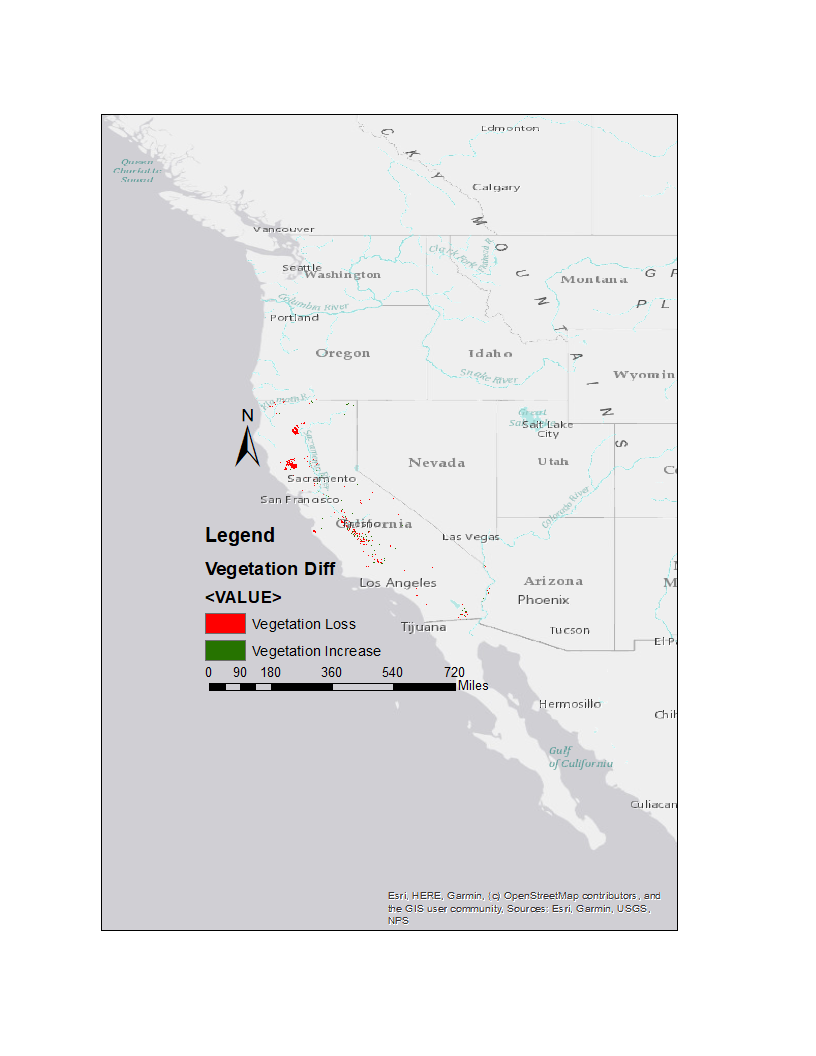 Edmonton
C K Y M O U N T A I N S
Queen
Charlotte
Sound
Calgary
Vancouver
Seattle
Washington
Montana
G
P L
Columbia River
Portland
Oregon
Idaho
Snake River
Wyomin
N
Great
Salt Lake
City
Sacramento
Nevada
Utah
San Francisco
California
Colorado River
Las Vegas
Los Angeles
Arizona
Phoenix
Tijuana
Tucson
El P
Legend
Vegetation Diff
<VALUE>
Vegetation Loss
Vegetation Increase
0 90 180 360 540 720
Miles
Hermosillo
Chih
Gulf
of California
Culiacan
Esri, HERE, Garmin, (c) OpenStreetMap contributors, and
the GIS user community, Sources: Esri, Garmin, USGS,
NPS